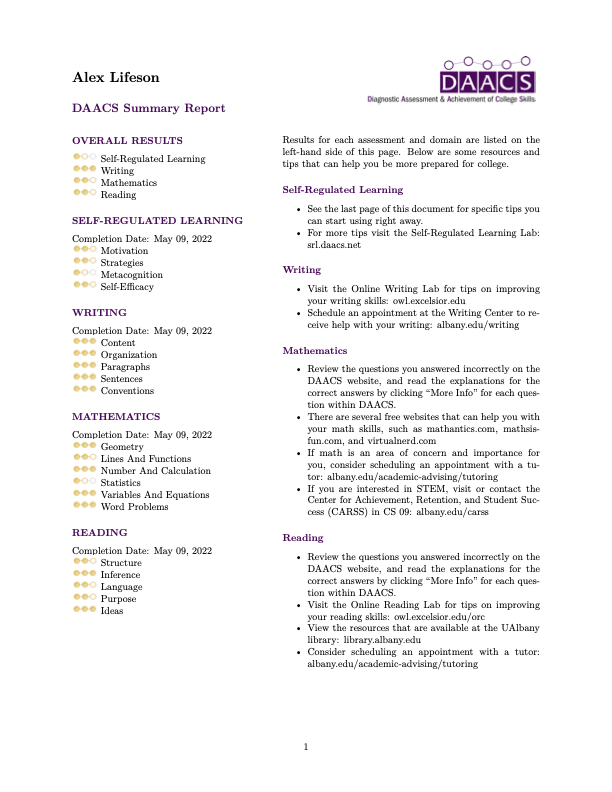 Alex Lifeson
DAACS
Diagnostic Assessment & Achievement of College Skills
DAACS Summary Report
OVERALL RESULTS
Self-Regulated Learning
Writing
Mathematics
Reading
SELF-REGULATED LEARNING
Completion Date: May 09, 2022
Motivation
Strategies
Metacognition
Self-Efficacy
WRITING
Completion Date: May 09, 2022
Content
Organization
Paragraphs
Sentences
Conventions
MATHEMATICS
Completion Date: May 09, 2022
Geometry
Lines And Functions
Number And Calculation
Statistics
Variables And Equations
Word Problems
READING
Completion Date: May 09, 2022
Structure
Inference
Language
Purpose
Ideas
Results for each assessment and domain are listed on the
left-hand side of this page. Below are some resources and
tips that can help you be more prepared for college.
Self-Regulated Learning
• See the last page of this document for specific tips you
can start using right away.
• For more tips visit the Self-Regulated Learning Lab:
srl.daacs.net
Writing
• Visit the Online Writing Lab for tips on improving
your writing skills: owl.excelsior.edu
• Schedule an appointment at the Writing Center to re-
ceive help with your writing: albany.edu/writing
Mathematics
• Review the questions you answered incorrectly on the
DAACS website, and read the explanations for the
correct answers by clicking “More Info” for each ques-
tion within DAACS.
• There are several free websites that can help you with
your math skills, such as mathantics.com, mathsis-
fun.com, and virtualnerd.com
• If math is an area of concern and importance for
you, consider scheduling an appointment with a tu-
tor: albany.edu/academic-advising/tutoring
• If you are interested in STEM, visit or contact the
Center for Achievement, Retention, and Student Suc-
cess (CARSS) in CS 09: albany.edu/carss
Reading
• Review the questions you answered incorrectly on the
DAACS website, and read the explanations for the
correct answers by clicking “More Info” for each ques-
tion within DAACS.
• Visit the Online Reading Lab for tips on improving
your reading skills: owl.excelsior.edu/orc
• View the resources that are available at the UAlbany
library: library.albany.edu
• Consider scheduling an appointment with a tutor:
albany.edu/academic-advising/tutoring
1